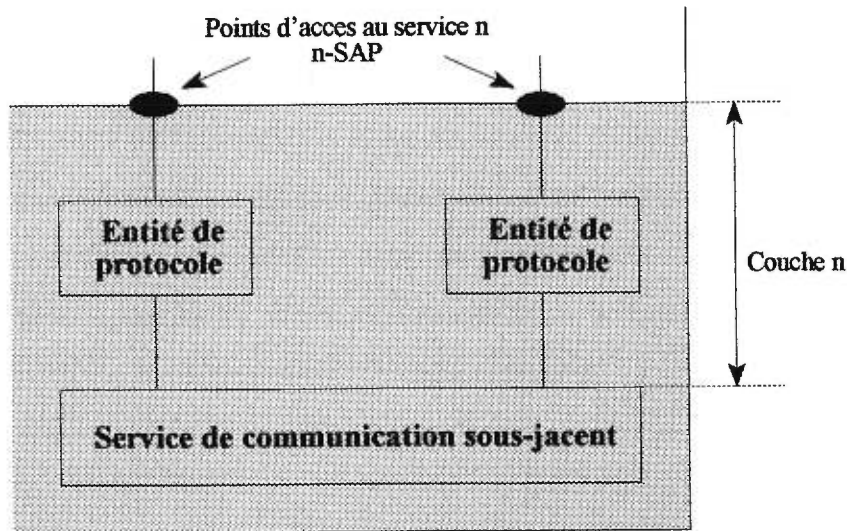 Points d'acces au service n
n-SAP
Entité de
protocole
Entité de
protocole
Couche n
Service de communication sous-jacent